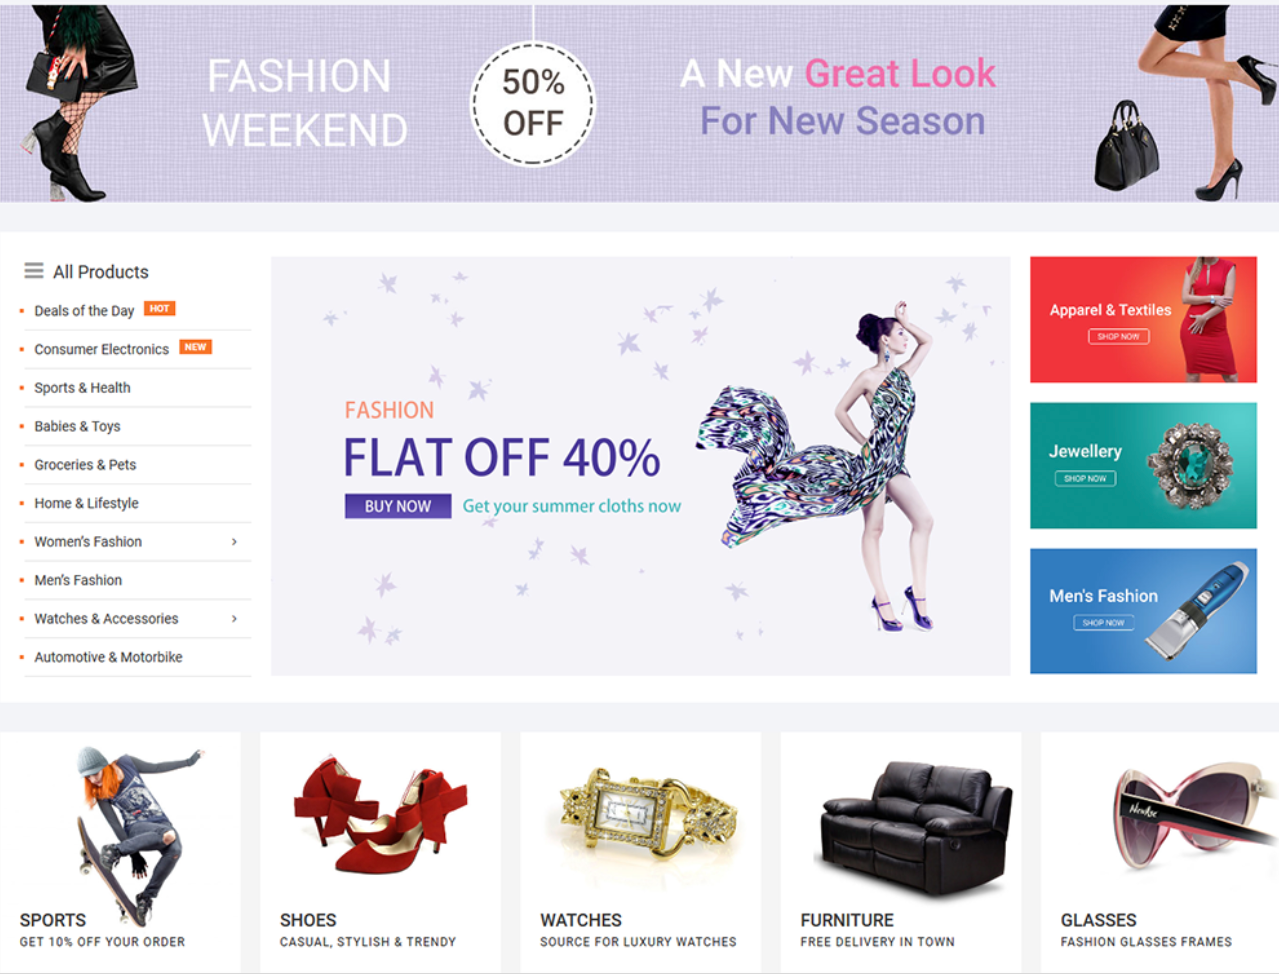 FASHION
WEEKEND
50%
OFF
A New Great Look
For New Season
All Products
Deals of the Day HOT
Consumer Electronics NEW
Sports & Health
Babies & Toys
Groceries & Pets
Home & Lifestyle
Women's Fashion
Men's Fashion
Watches & Accessories
Automotive & Motorbike
FASHION
FLAT OFF 40%
BUY NOW Get your summer cloths now
Apparel & Textiles
SHOP NOW
Jewellery
SHOP NOW
Men's Fashion
SHOP NOW
SPORTS
GET 10% OFF YOUR ORDER
SHOES
CASUAL, STYLISH & TRENDY
WATCHES
SOURCE FOR LUXURY WATCHES
FURNITURE
FREE DELIVERY IN TOWN
GLASSES
FASHION GLASSES FRAMES